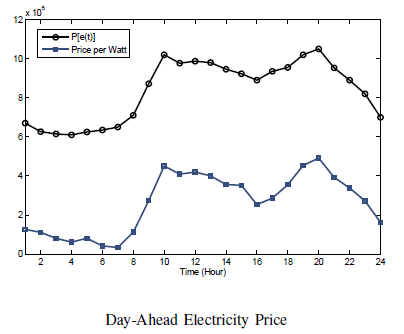 x 10^5
12
10
8
6
4
2
0
P[e(t)]
Price per Watt
2 4 6 8 10 12 14 16 18 20 22 24
Time (Hour)
Day-Ahead Electricity Price